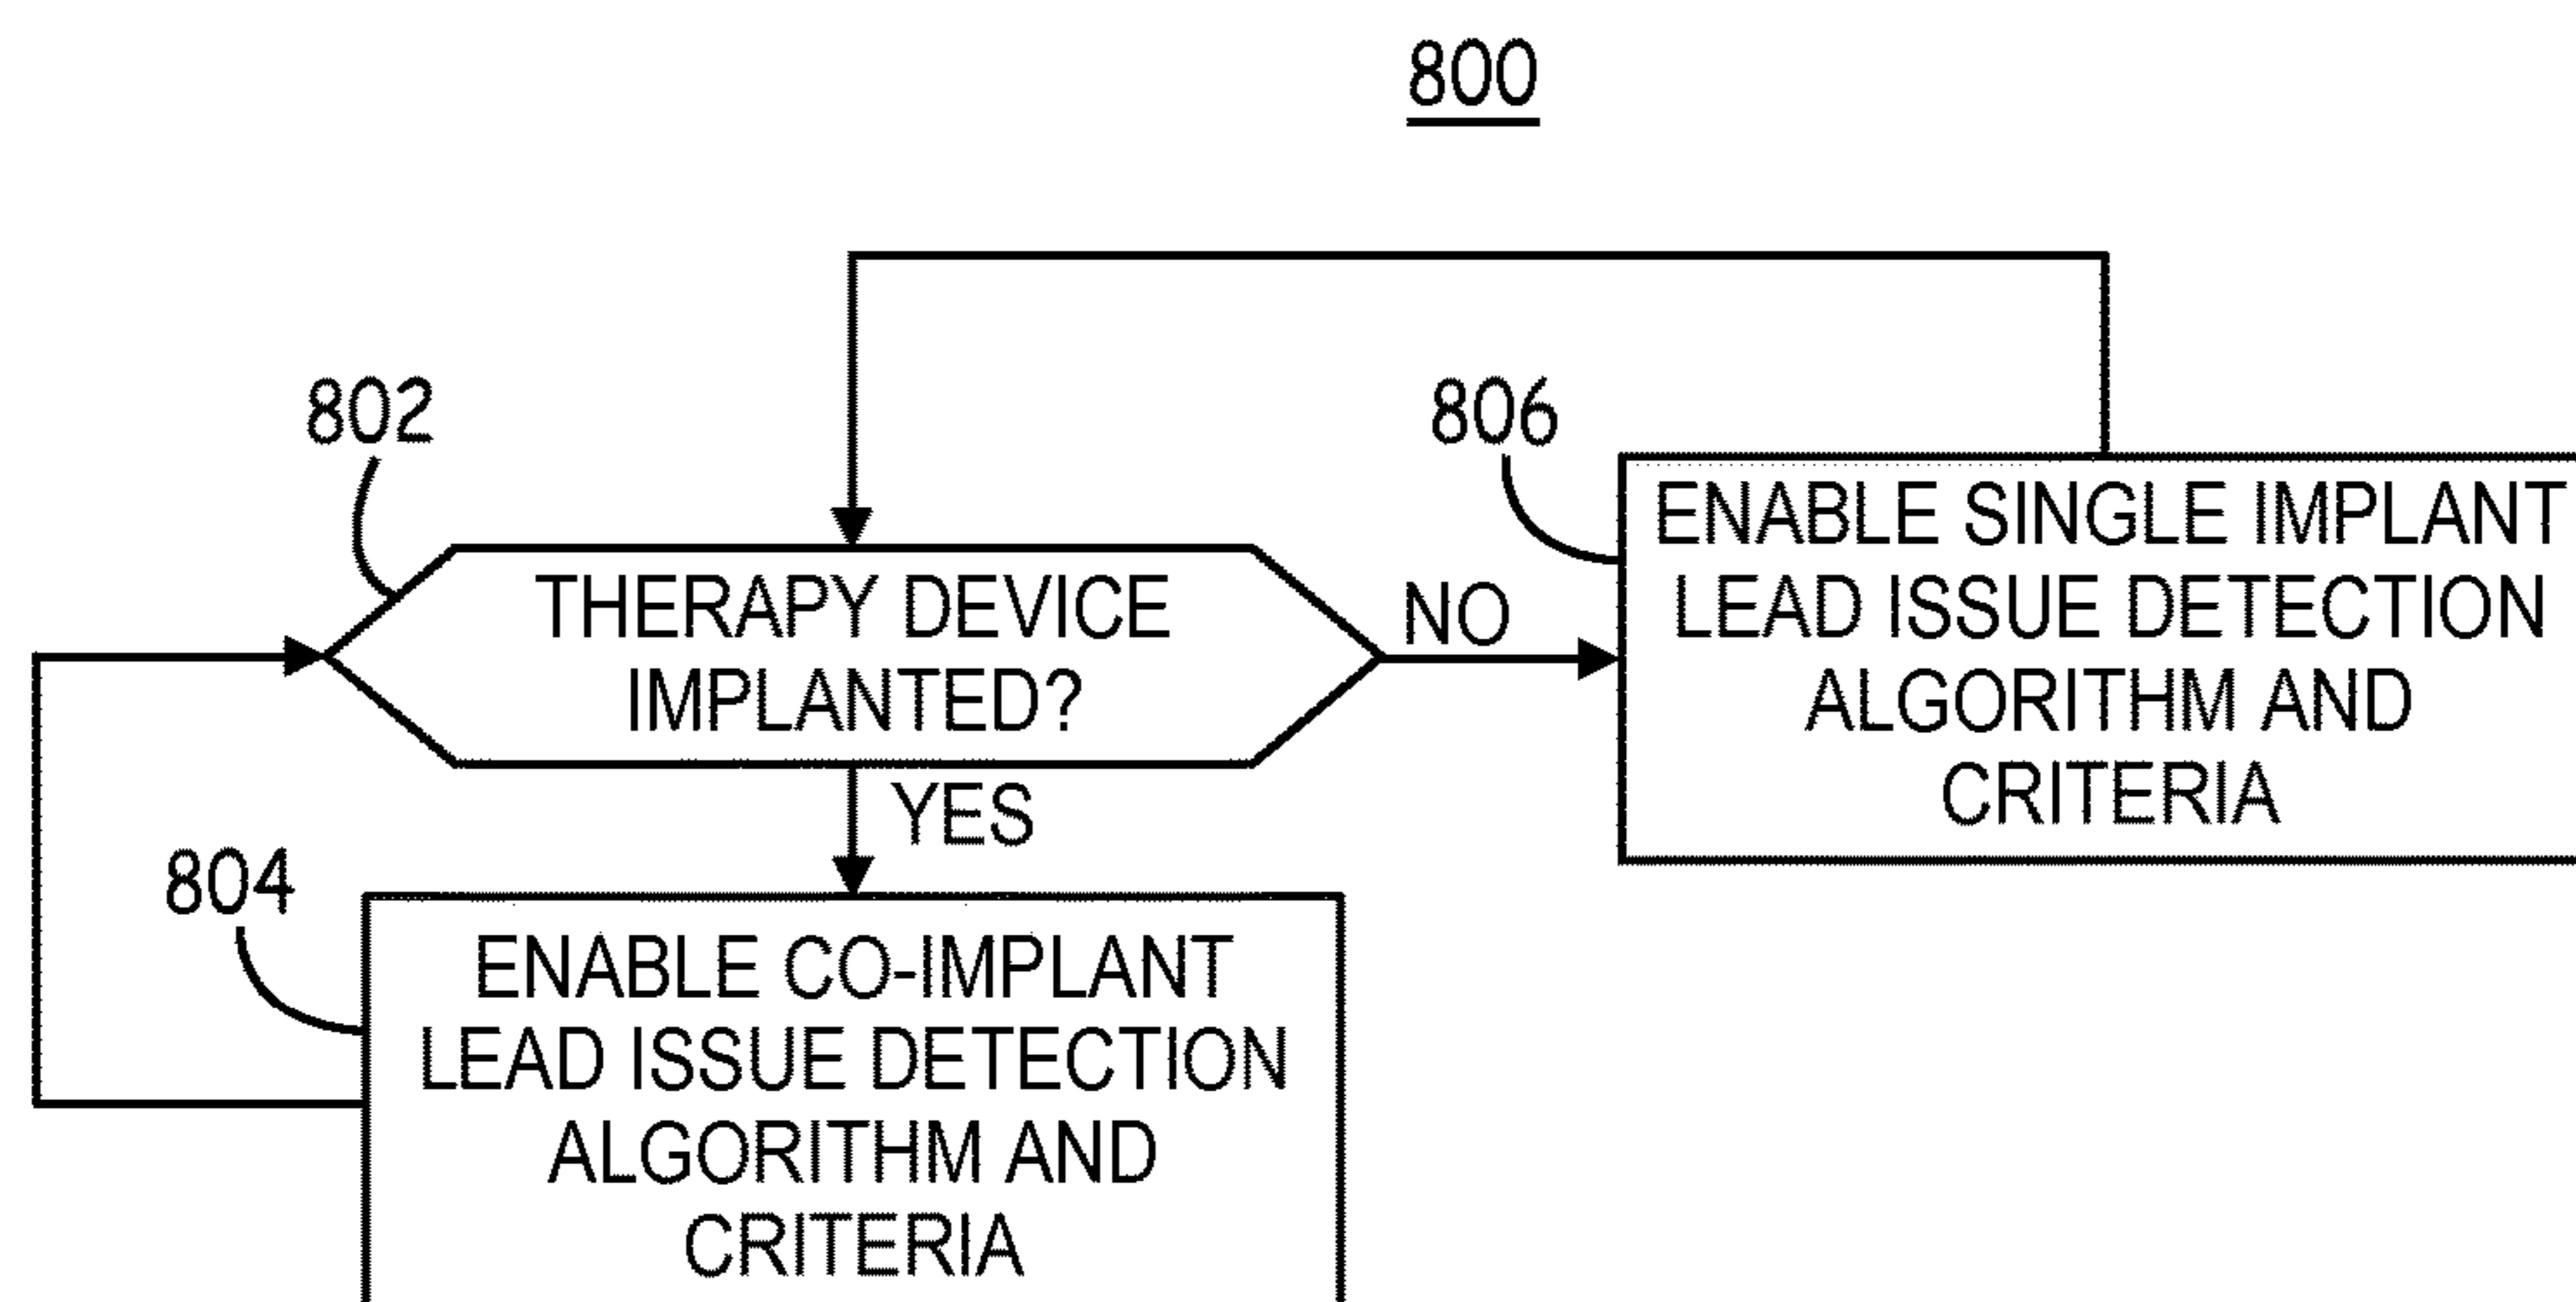 800
802
THERAPY DEVICE
IMPLANTED?
NO
YES
806
ENABLE SINGLE IMPLANT
LEAD ISSUE DETECTION
ALGORITHM AND
CRITERIA
804
ENABLE CO-IMPLANT
LEAD ISSUE DETECTION
ALGORITHM AND
CRITERIA